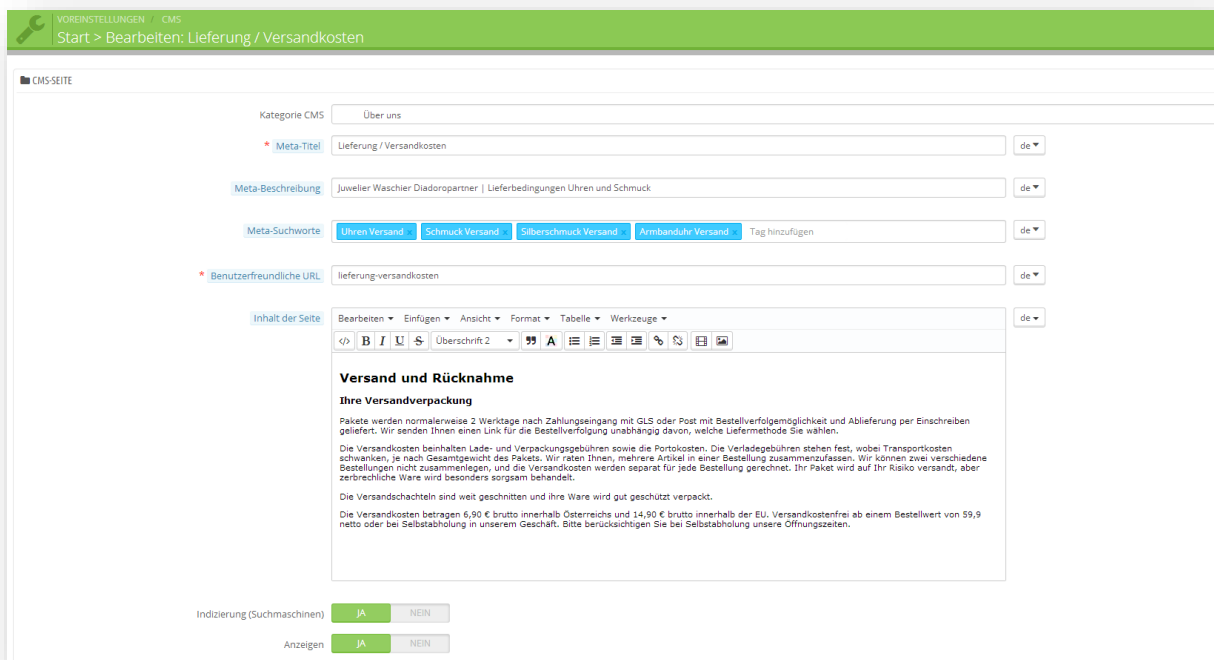 VOREINSTELLUNGEN / CMS
Start > Bearbeiten: Lieferung / Versandkosten
CMS-SEITE
Kategorie CMS Über uns
* Meta-Titel Lieferung / Versandkosten de
Meta-Beschreibung Juwelier Waschier Diadoropartner | Lieferbedingungen Uhren und Schmuck de
Meta-Suchworte Uhren Versand x Schmuck Versand x Silberschmuck Versand x Armbanduhr Versand x Tag hinzufügen de
* Benutzerfreundliche URL lieferung-versandkosten de
Inhalt der Seite Bearbeiten Einfügen Ansicht Format Tabelle Werkzeuge de
</> B I U S Überschrift 2 A
Versand und Rücknahme
Ihre Versandverpackung
Pakete werden normalerweise 2 Werktage nach Zahlungseingang mit GLS oder Post mit Bestellverfolgemöglichkeit und Ablieferung per Einschreiben
geliefert. Wir senden Ihnen einen Link für die Bestellverfolgung unabhängig davon, welche Liefermethode Sie wählen.
Die Versandkosten beinhalten Lade- und Verpackungsgebühren sowie die Portokosten. Die Verladegebühren stehen fest, wobei Transportkosten
schwanken, je nach Gesamtgewicht des Pakets. Wir raten Ihnen, mehrere Artikel in einer Bestellung zusammenzufassen. Wir können zwei verschiedene
Bestellungen nicht zusammenlegen, und die Versandkosten werden separat für jede Bestellung gerechnet. Ihr Paket wird auf Ihr Risiko versandt, aber
zerbrechliche Ware wird besonders sorgsam behandelt.
Die Versandschachteln sind weit geschnitten und ihre Ware wird gut geschützt verpackt.
Die Versandkosten betragen 6,90 € brutto innerhalb Österreichs und 14,90 € brutto innerhalb der EU. Versandkostenfrei ab einem Bestellwert von 59,9
netto oder bei Selbstabholung in unserem Geschäft. Bitte berücksichtigen Sie bei Selbstabholung unsere Öffnungszeiten.
Indizierung (Suchmaschinen) JA NEIN
Anzeigen JA NEIN